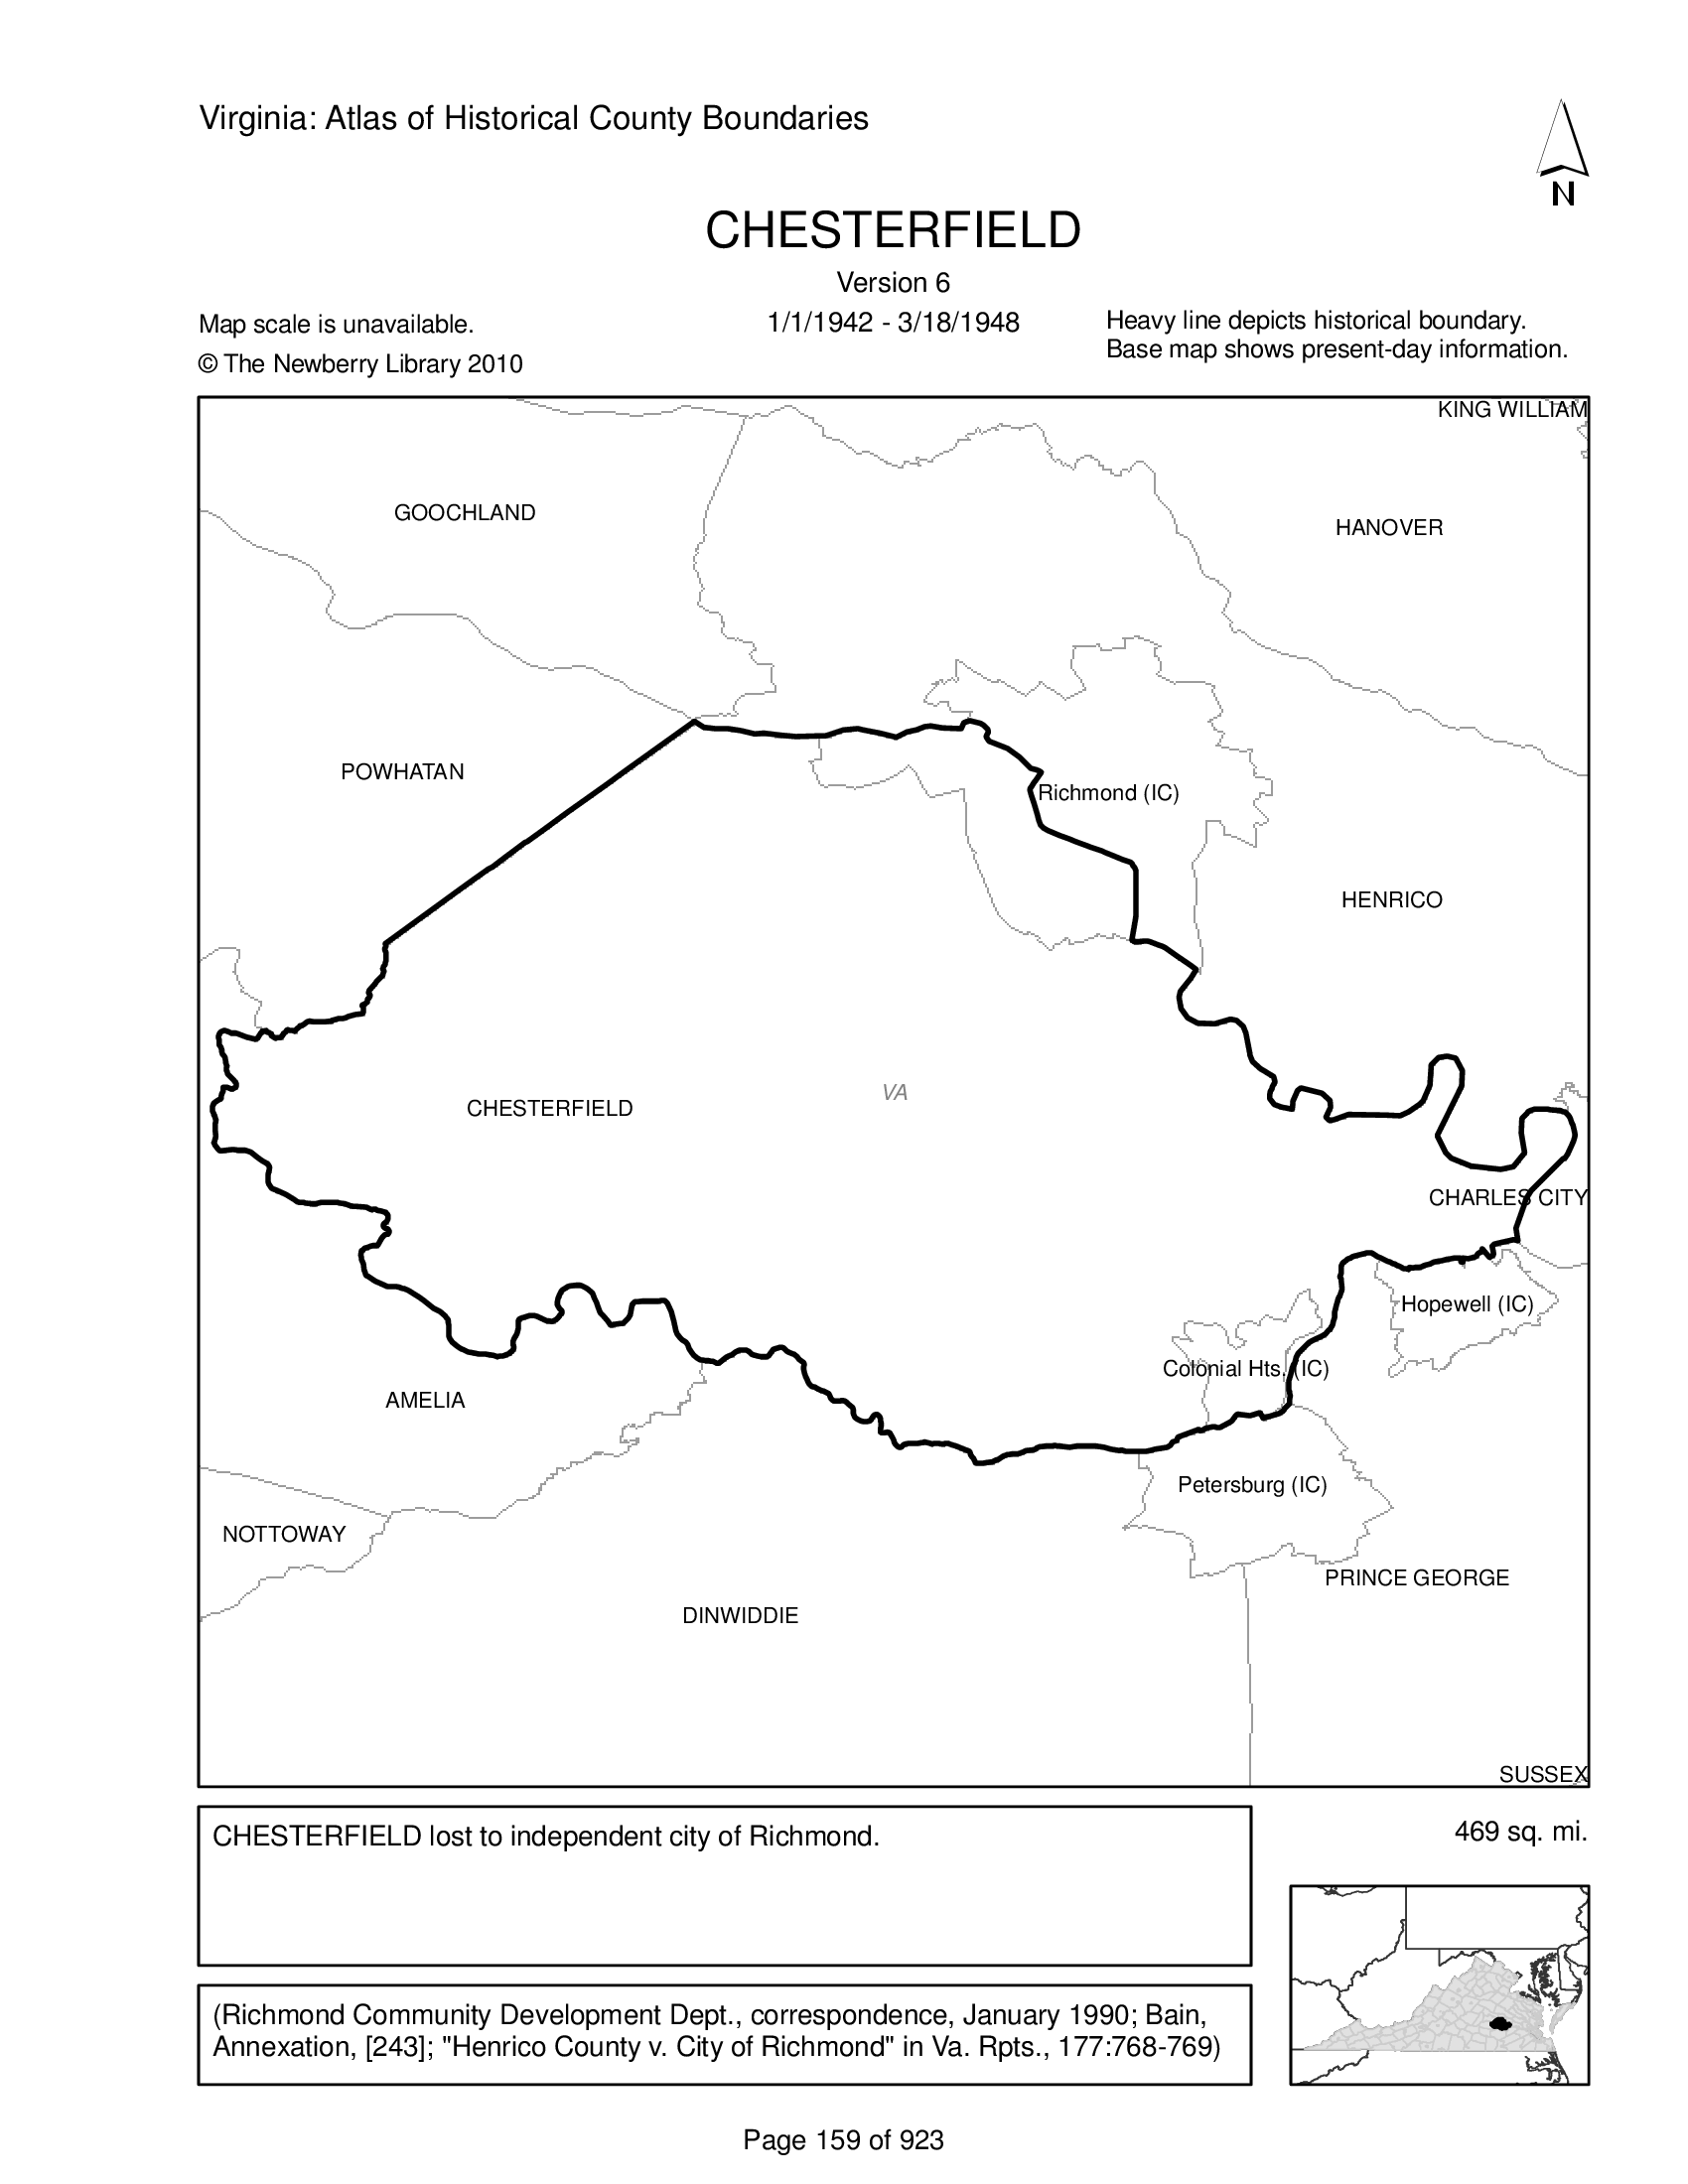 Virginia: Atlas of Historical County Boundaries
N
CHESTERFIELD
Version 6
1/1/1942 - 3/18/1948
Map scale is unavailable.
© The Newberry Library 2010
Heavy line depicts historical boundary.
Base map shows present-day information.
KING WILLIAM
GOOCHLAND
HANOVER
POWHATAN
Richmond (IC)
HENRICO
VA
CHESTERFIELD
CHARLES CITY
Hopewell (IC)
Colonial Hts. (IC)
AMELIA
Petersburg (IC)
NOTTOWAY
PRINCE GEORGE
DINWIDDIE
SUSSEX
CHESTERFIELD lost to independent city of Richmond.
469 sq. mi.
(Richmond Community Development Dept., correspondence, January 1990; Bain,
Annexation, [243]; "Henrico County v. City of Richmond" in Va. Rpts., 177:768-769)
Page 159 of 923